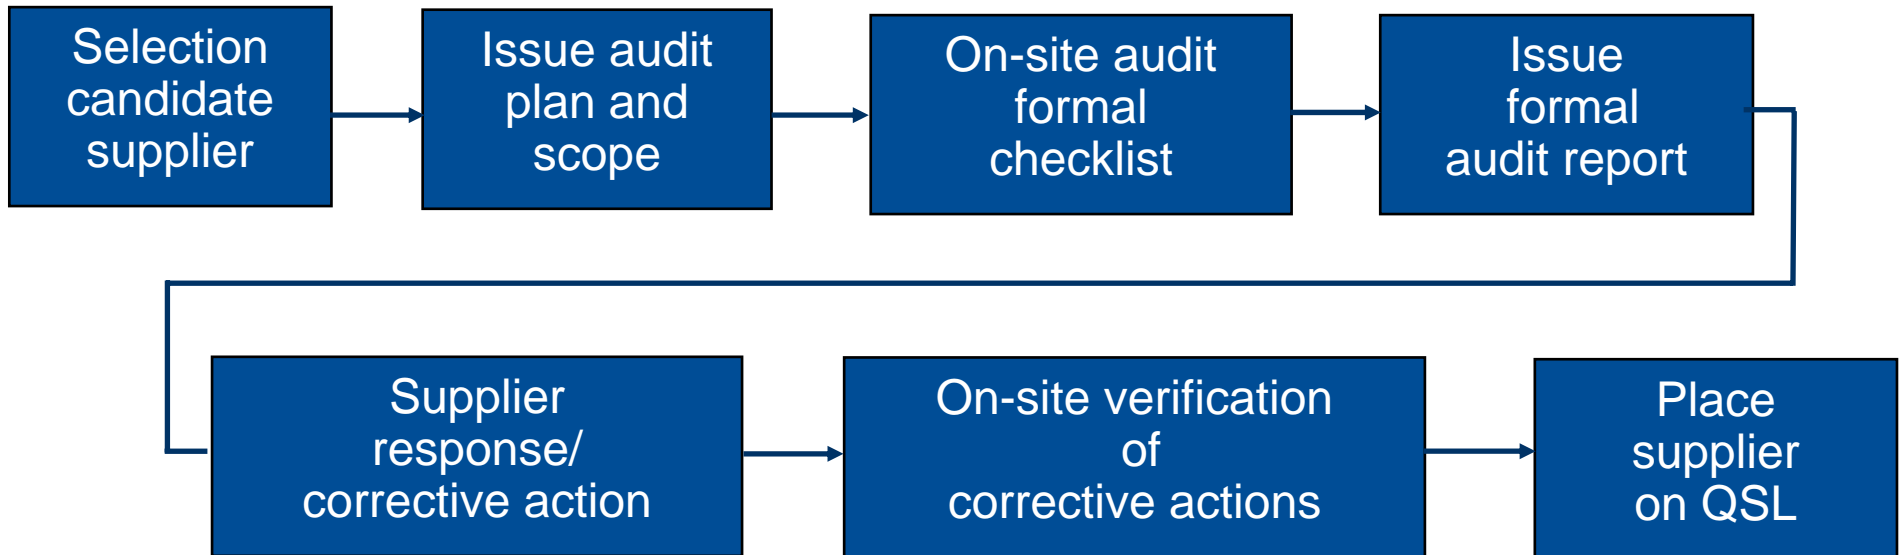 Selection
candidate
supplier
Issue audit
plan and
scope
On-site audit
formal
checklist
Issue
formal
audit report
Supplier
response/
corrective action
On-site verification
of
corrective actions
Place
supplier
on QSL